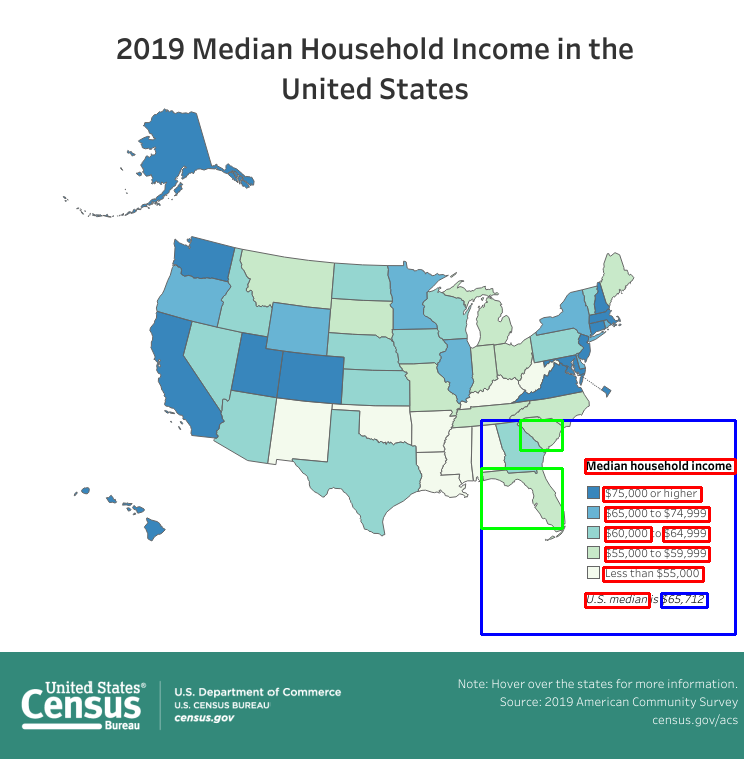 2019 Median Household Income in the
United States
Median household income
$75,000 or higher
$65,000 to $74,999
$60,000 to $64,999
$55,000 to $59,999
Less than $55,000
U.S. median is $65,712
United States®
Census
Bureau
U.S. Department of Commerce
U.S. CENSUS BUREAU
census.gov
Note: Hover over the states for more information.
Source: 2019 American Community Survey
census.gov/acs